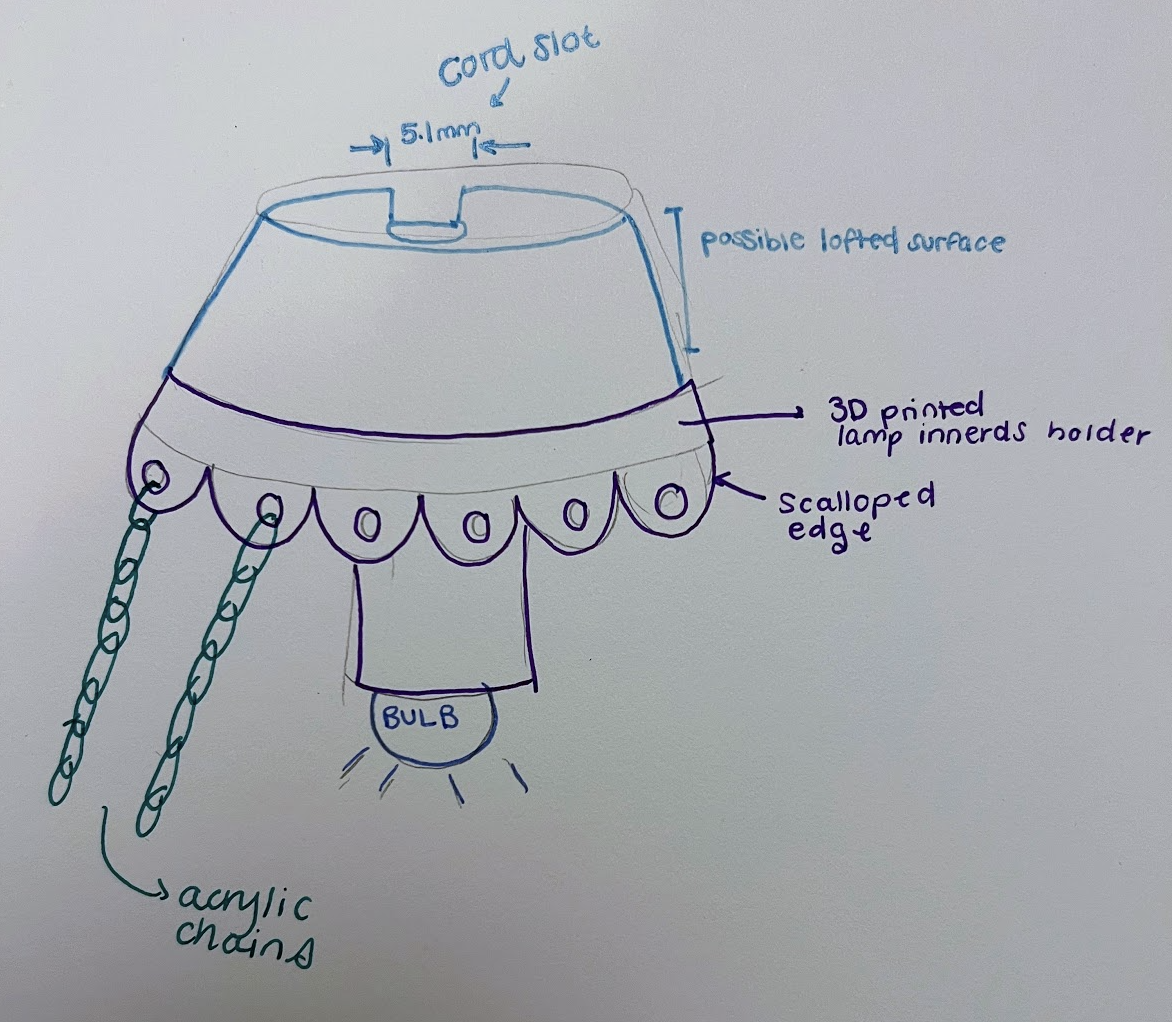 cord slot
5.1mm
possible lofted surface
3D printed
lamp innerds holder
scalloped
edge
BULB
acrylic
chains